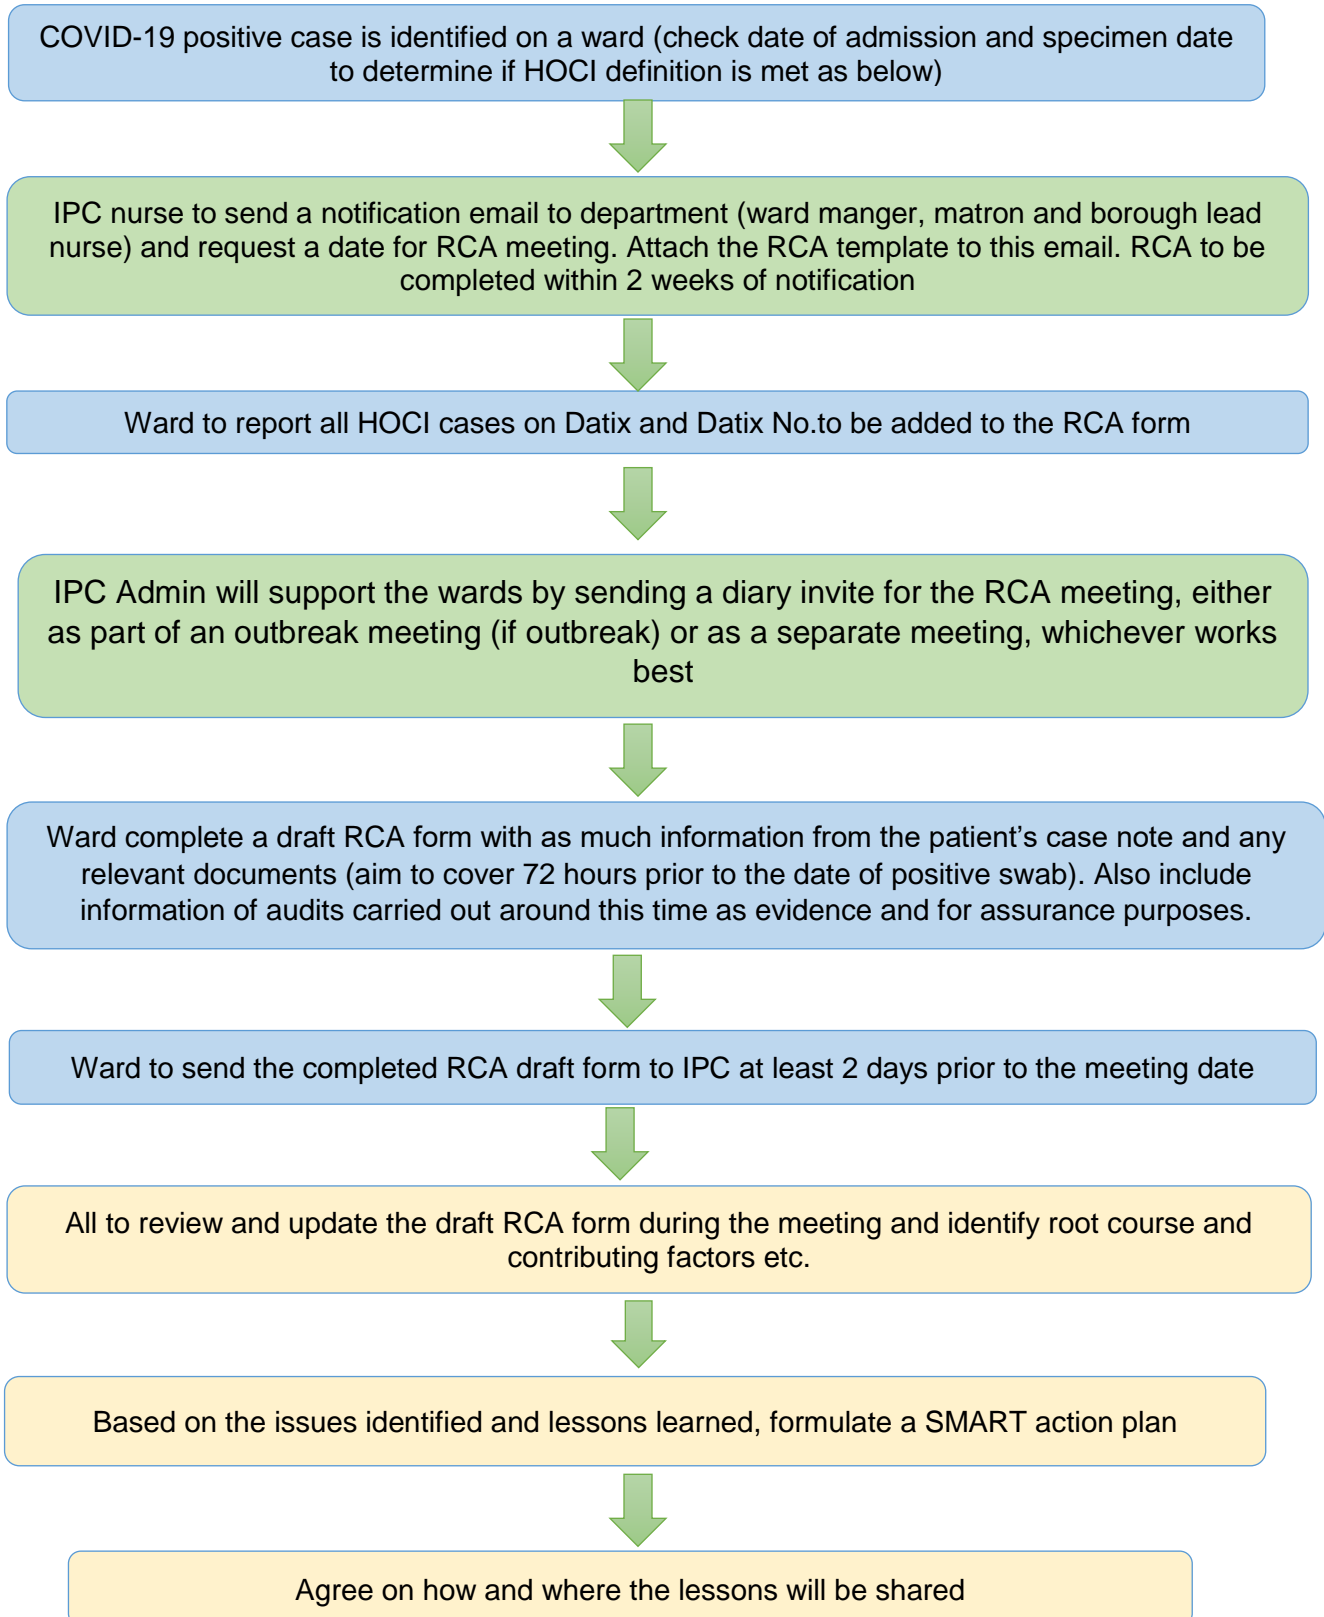 COVID-19 positive case is identified on a ward (check date of admission and specimen date
to determine if HOCI definition is met as below)
IPC nurse to send a notification email to department (ward manger, matron and borough lead
nurse) and request a date for RCA meeting. Attach the RCA template to this email. RCA to be
completed within 2 weeks of notification
Ward to report all HOCI cases on Datix and Datix No.to be added to the RCA form
IPC Admin will support the wards by sending a diary invite for the RCA meeting, either
as part of an outbreak meeting (if outbreak) or as a separate meeting, whichever works
best
Ward complete a draft RCA form with as much information from the patient’s case note and any
relevant documents (aim to cover 72 hours prior to the date of positive swab). Also include
information of audits carried out around this time as evidence and for assurance purposes.
Ward to send the completed RCA draft form to IPC at least 2 days prior to the meeting date
All to review and update the draft RCA form during the meeting and identify root course and
contributing factors etc.
Based on the issues identified and lessons learned, formulate a SMART action plan
Agree on how and where the lessons will be shared